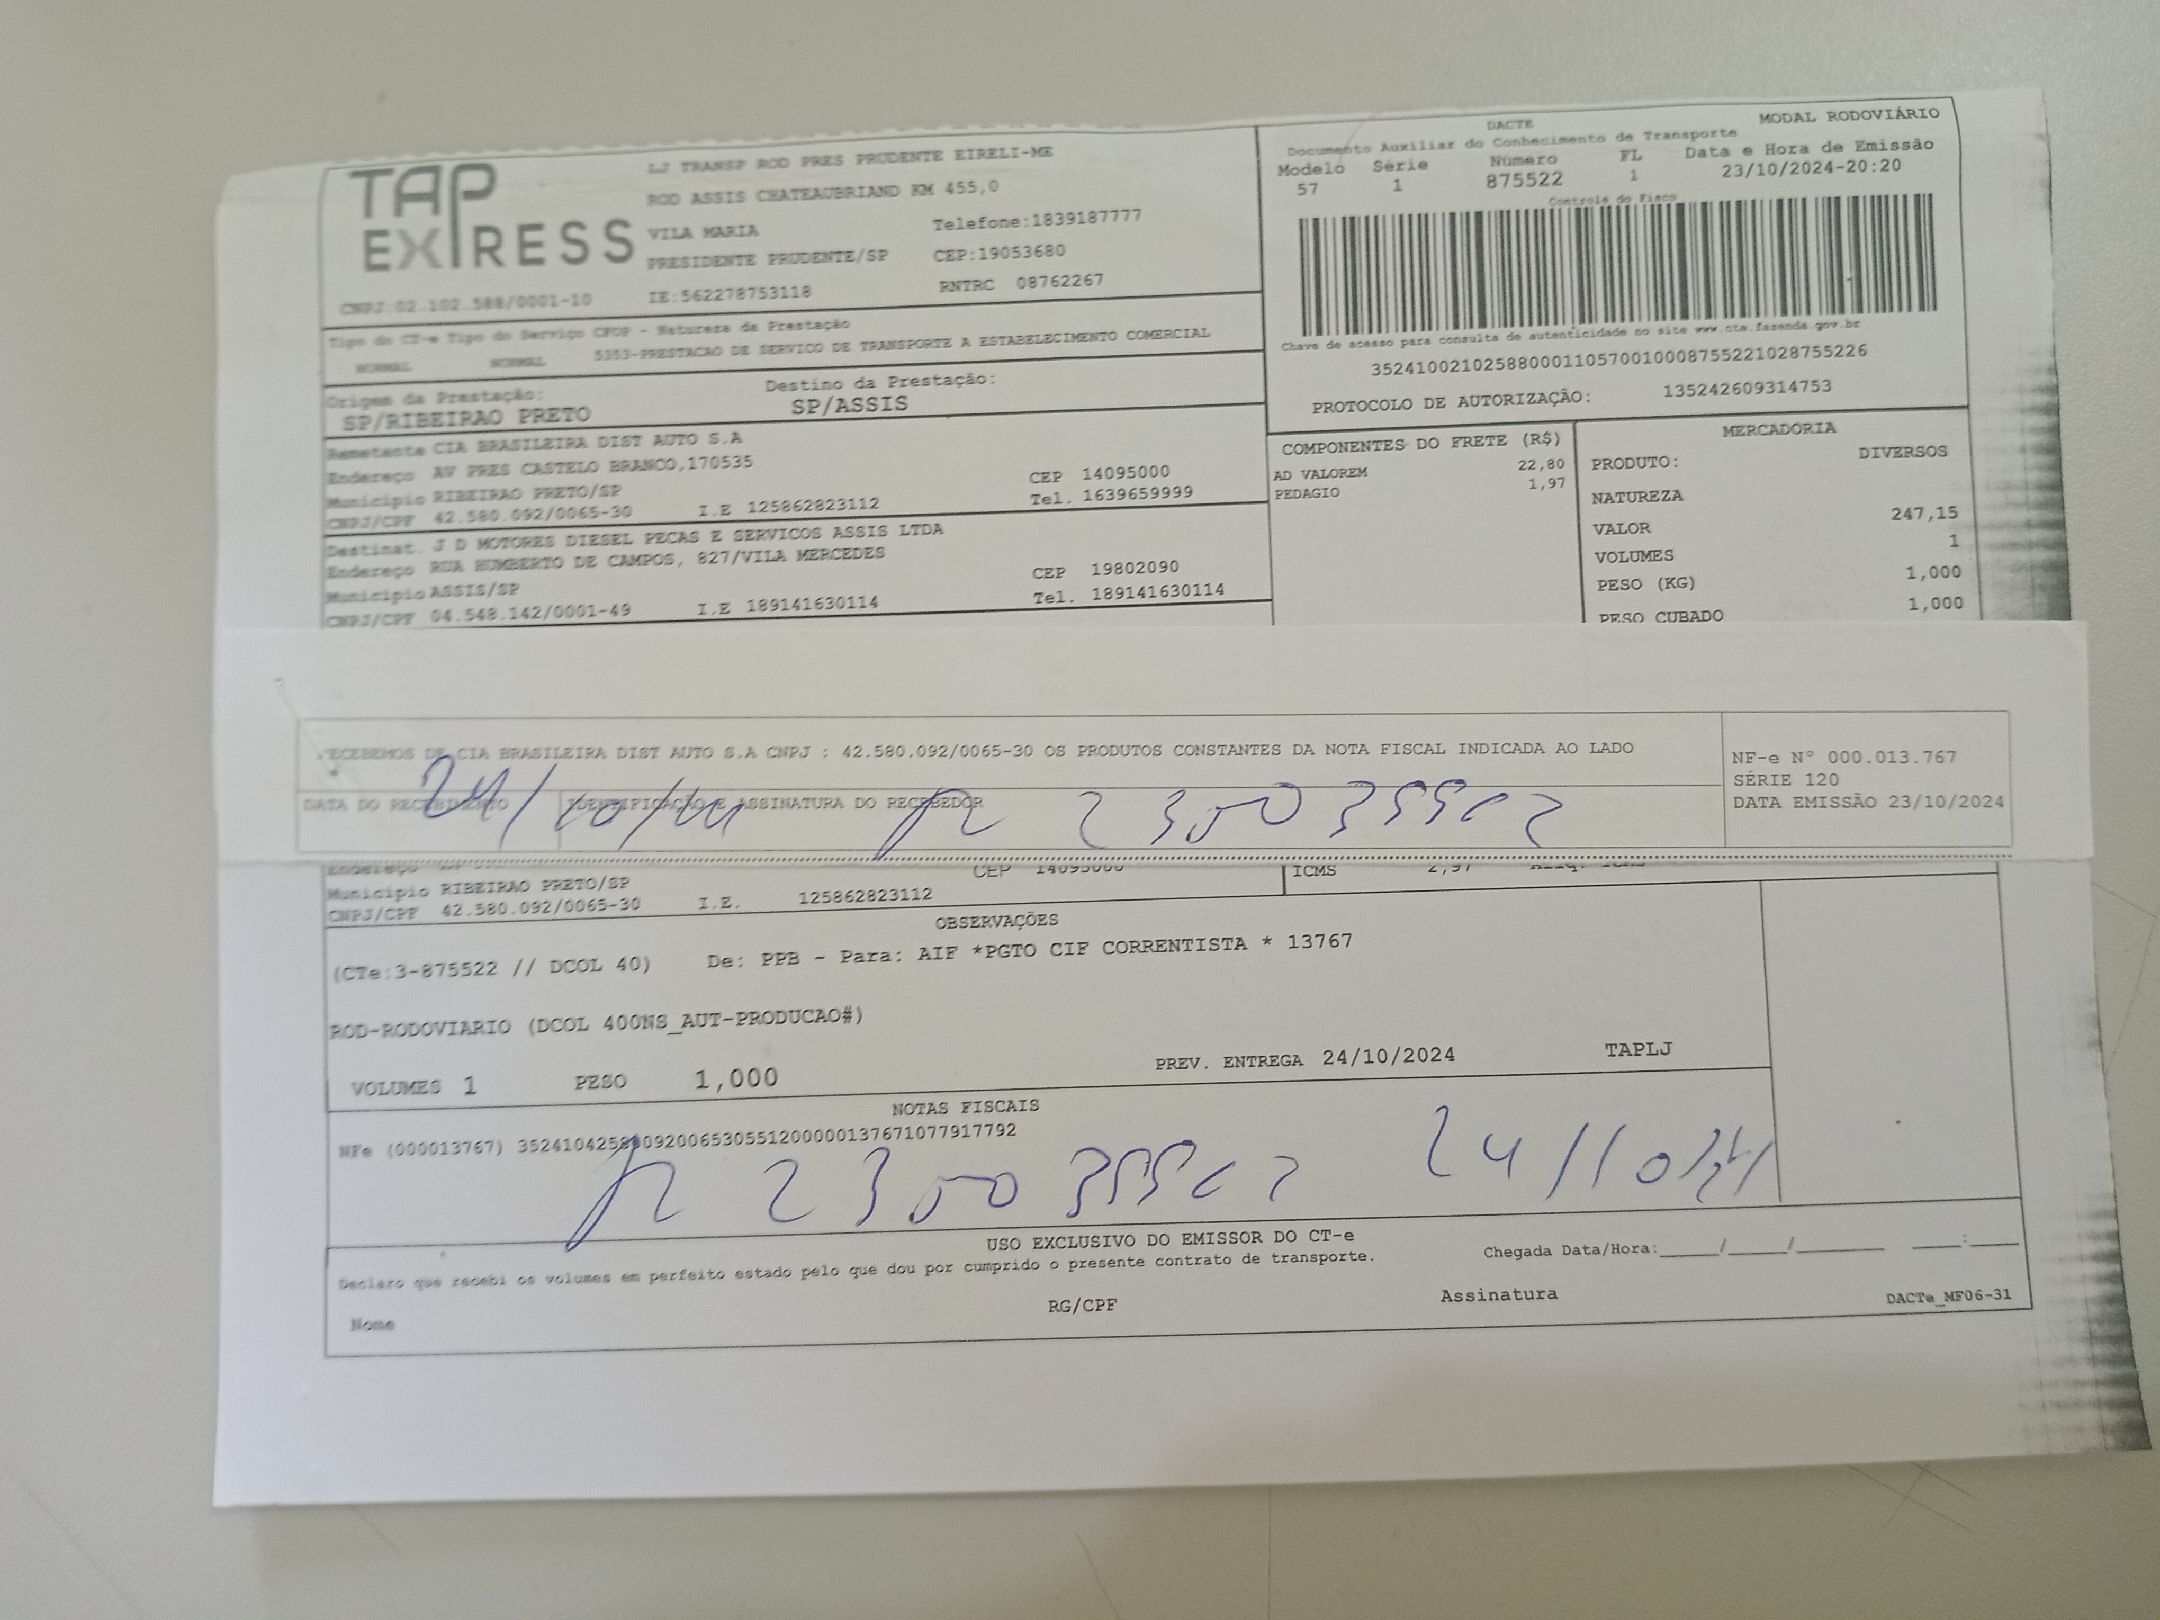 TAP EXPRESS
LJ TRANSP ROD PRES PRUDENTE EIRELI-ME
ROD ASSIS CHATEAUBRIAND KM 455,0
VILA MARIA Telefone:1839187777
PRESIDENTE PRUDENTE/SP CEP:19053680
CNPJ:02.102.588/0001-10 IE:562278753118 RNTRC 08762267
DACTE MODAL RODOVIÁRIO
Documento Auxiliar do Conhecimento de Transporte
Modelo Série Número FL Data e Hora de Emissão
57 1 875522 1 23/10/2024-20:20
Controle do Fisco
Chave de acesso para consulta de autenticidade no site www.cte.fazenda.gov.br
35241002102588000110570010008755221028755226
PROTOCOLO DE AUTORIZAÇÃO: 135242609314753
Tipo do CT-e Tipo do Serviço CFOP - Natureza da Prestação
NORMAL NORMAL 5353-PRESTACAO DE SERVICO DE TRANSPORTE A ESTABELECIMENTO COMERCIAL
Origem da Prestação: Destino da Prestação:
SP/RIBEIRAO PRETO SP/ASSIS
Remetente CIA BRASILEIRA DIST AUTO S.A
Endereço AV PRES CASTELO BRANCO,170535 CEP 14095000
Município RIBEIRAO PRETO/SP Tel. 1639659999
CNPJ/CPF 42.580.092/0065-30 I.E 125862823112
Destinat. J D MOTORES DIESEL PECAS E SERVICOS ASSIS LTDA
Endereço RUA HUMBERTO DE CAMPOS, 827/VILA MERCEDES CEP 19802090
Município ASSIS/SP Tel. 189141630114
CNPJ/CPF 04.548.142/0001-49 I.E 189141630114
COMPONENTES DO FRETE (R$)
AD VALOREM 22,80
PEDAGIO 1,97
MERCADORIA
PRODUTO: DIVERSOS
NATUREZA
VALOR 247,15
VOLUMES 1
PESO (KG) 1,000
PESO CUBADO 1,000
RECEBEMOS DE CIA BRASILEIRA DIST AUTO S.A CNPJ : 42.580.092/0065-30 OS PRODUTOS CONSTANTES DA NOTA FISCAL INDICADA AO LADO
DATA DO RECEBIMENTO IDENTIFICAÇÃO E ASSINATURA DO RECEBEDOR
24/10/24
NF-e N° 000.013.767
SÉRIE 120
DATA EMISSÃO 23/10/2024
Endereço CEP 14095000
Município RIBEIRAO PRETO/SP
CNPJ/CPF 42.580.092/0065-30 I.E. 125862823112
ICMS 2,97
OBSERVAÇÕES
(CTe:3-875522 // DCOL 40) De: PPB - Para: AIF *PGTO CIF CORRENTISTA * 13767
ROD-RODOVIARIO (DCOL 400NS_AUT-PRODUCAO#)
VOLUMES 1 PESO 1,000 PREV. ENTREGA 24/10/2024 TAPLJ
NOTAS FISCAIS
NFe (000013767) 35241042580092006530551200000137671077917792
24/10/24
USO EXCLUSIVO DO EMISSOR DO CT-e
Declaro que recebi os volumes em perfeito estado pelo que dou por cumprido o presente contrato de transporte.
Chegada Data/Hora:_____/_____/________ _____:_____
Nome RG/CPF Assinatura DACTe_MF06-31